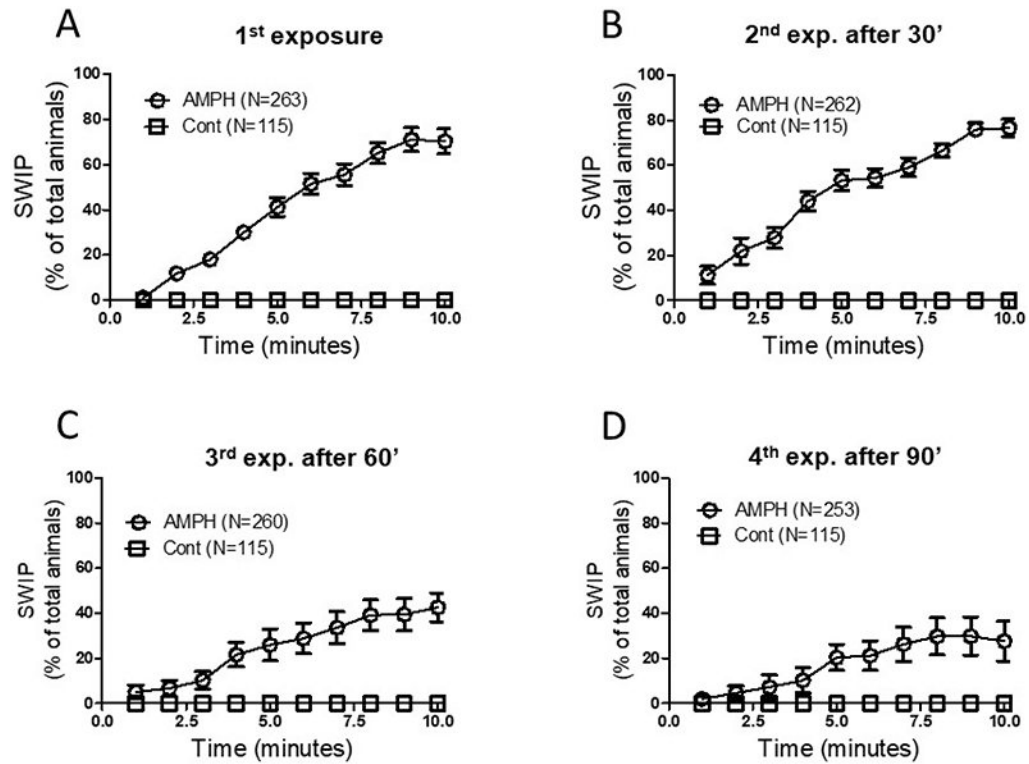 A
1st exposure
SWIP
(% of total animals)
100
80
60
40
20
0
AMPH (N=263)
Cont (N=115)
0.0 2.5 5.0 7.5 10.0
Time (minutes)
B
2nd exp. after 30'
SWIP
(% of total animals)
100
80
60
40
20
0
AMPH (N=262)
Cont (N=115)
0.0 2.5 5.0 7.5 10.0
Time (minutes)
C
3rd exp. after 60'
SWIP
(% of total animals)
100
80
60
40
20
0
AMPH (N=260)
Cont (N=115)
0.0 2.5 5.0 7.5 10.0
Time (minutes)
D
4th exp. after 90'
SWIP
(% of total animals)
100
80
60
40
20
0
AMPH (N=253)
Cont (N=115)
0.0 2.5 5.0 7.5 10.0
Time (minutes)